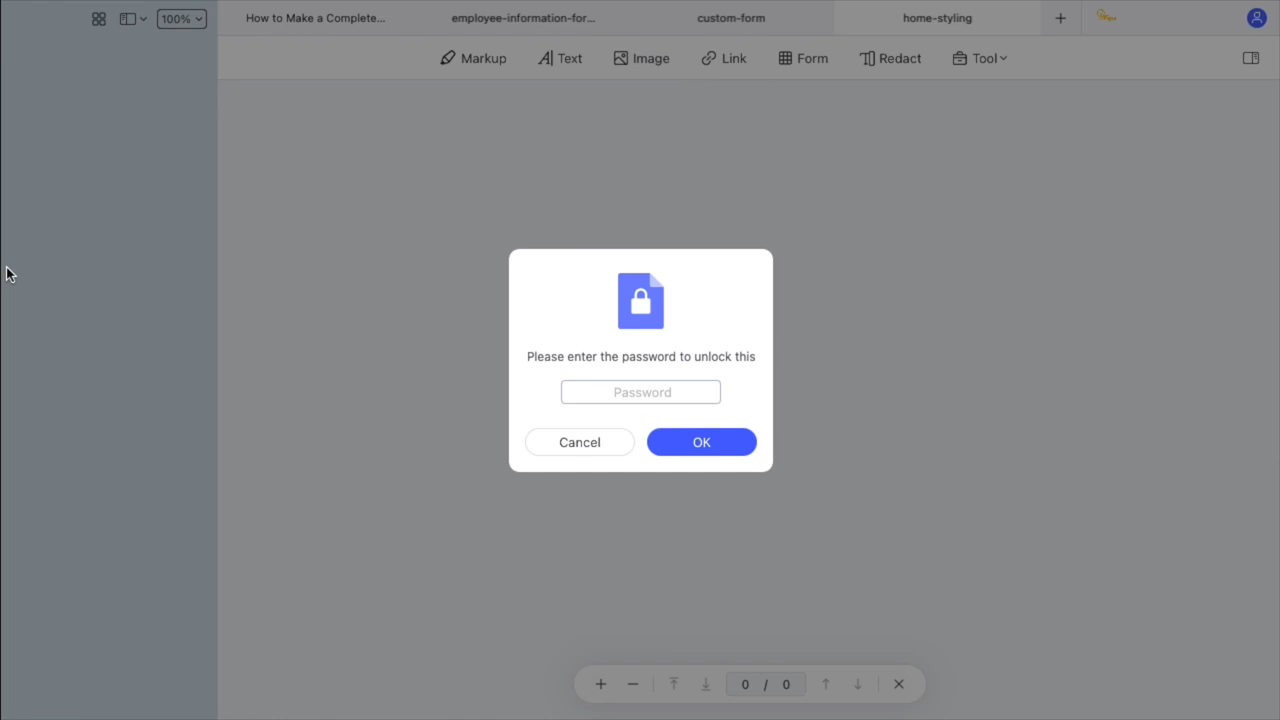 100%
How to Make a Complete...
employee-information-for...
custom-form
home-styling
Markup
Text
Image
Link
Form
Redact
Tool
Please enter the password to unlock this
Password
Cancel
OK
0 / 0